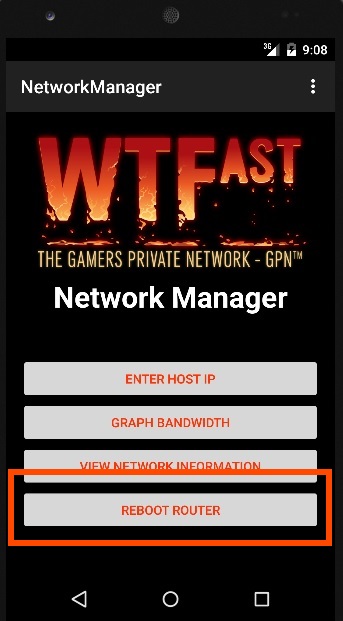 3G 9:08
NetworkManager
WTFAST
THE GAMERS PRIVATE NETWORK - GPN™
Network Manager
ENTER HOST IP
GRAPH BANDWIDTH
VIEW NETWORK INFORMATION
REBOOT ROUTER